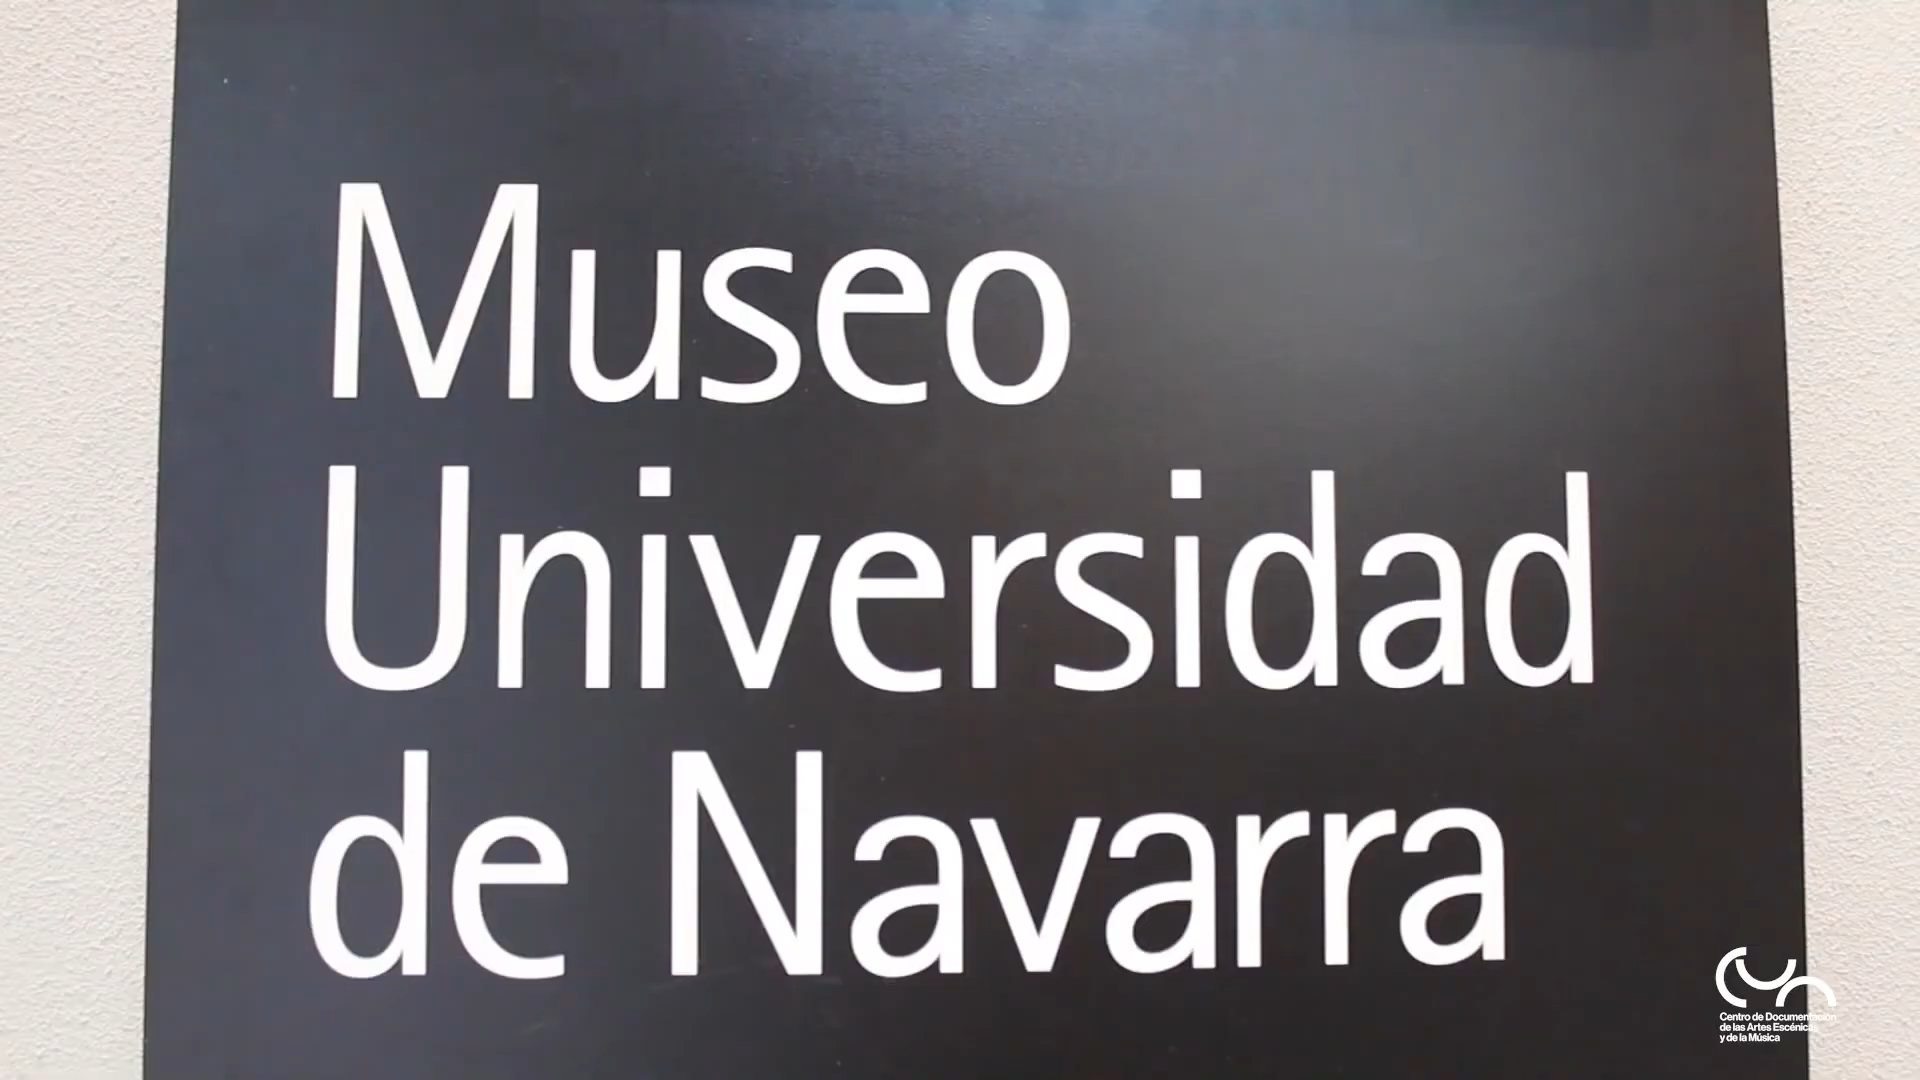 Museo
Universidad
de Navarra
Centro de Documentación
de las Artes Escénicas
y de la Música